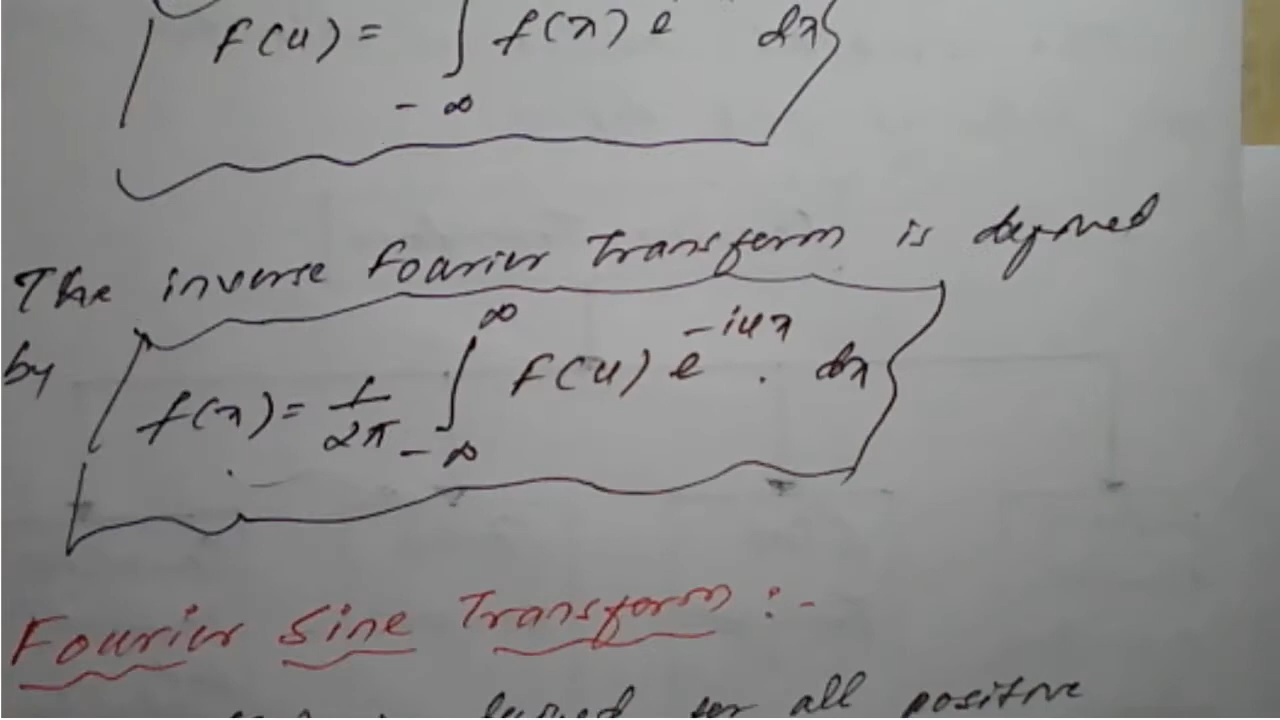 F(u) = ∫ f(x) e dx
- ∞
The inverse Fourier Transform is defined
by f(x) = 1/2π ∫_{-∞}^{∞} F(u) e^{-iux} . dx
Fourier Sine Transform :-
for all positive